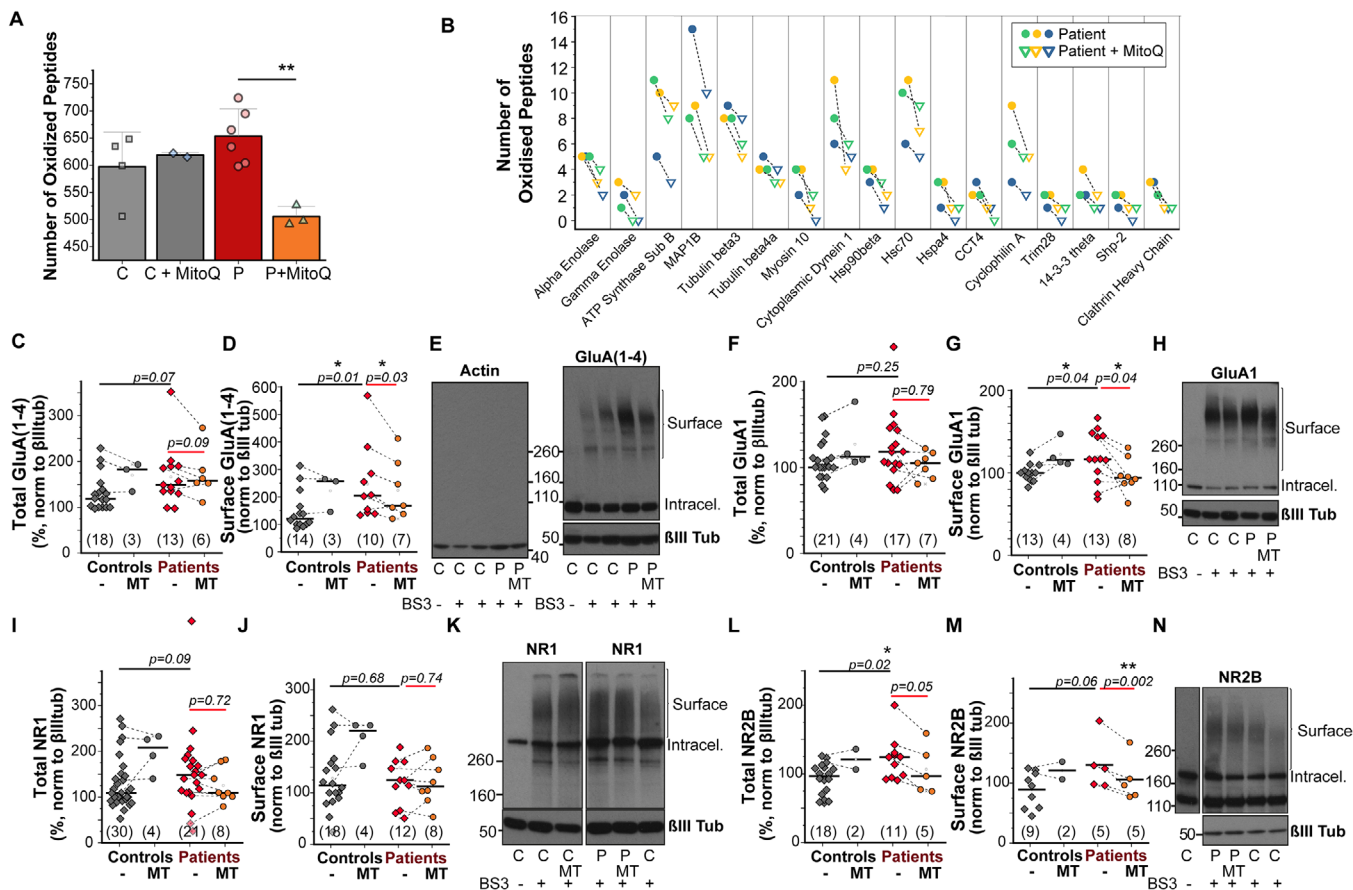 A
Number of Oxidized Peptides
750
700
650
600
550
500
450
**
C
C + MitoQ
P
P+MitoQ
B
Number of
Oxidised Peptides
16
14
12
10
8
6
4
2
0
Patient
Patient + MitoQ
Alpha Enolase
Gamma Enolase
ATP Synthase Sub B
MAP1B
Tubulin beta3
Tubulin beta4a
Myosin 10
Cytoplasmic Dynein 1
Hsp90beta
Hsc70
Hspa4
CCT4
Cyclophilin A
Trim28
14-3-3 theta
Shp-2
Clathrin Heavy Chain
C
Total GluA(1-4)
(%, norm to βIIItub)
300
200
100
0
p=0.07
p=0.09
(18) (3) (13) (6)
Controls Patients
- MT - MT
D
Surface GluA(1-4)
(norm to ßIII tub)
600
500
400
300
200
100
0
* *
p=0.01 p=0.03
(14) (3) (10) (7)
Controls Patients
- MT - MT
E
Actin
GluA(1-4)
Surface
260
160
110
Intracel.
50
40
ßIII Tub
C C C P P
MT
BS3 - + + + +
C C C P P
MT
BS3 - + + + +
F
Total GluA1
(%, norm to βIIItub)
200
100
0
p=0.25
p=0.79
(21) (4) (17) (7)
Controls Patients
- MT - MT
G
Surface GluA1
(norm to ßIII tub)
200
150
100
50
0
* *
p=0.04 p=0.04
(13) (4) (13) (8)
Controls Patients
- MT - MT
H
GluA1
Surface
260
160
110
Intracel.
50
ßIII Tub
C C C P P
MT
BS3 - + + + +
I
Total NR1
(%, norm to βIIItub)
300
200
100
0
p=0.09
p=0.72
(30) (4) (21) (8)
Controls Patients
- MT - MT
J
Surface NR1
(norm to ßIII tub)
300
200
100
0
p=0.68 p=0.74
(18) (4) (12) (8)
Controls Patients
- MT - MT
K
NR1 NR1
Surface
Intracel.
260
160
50
ßIII Tub
C C C P P C
MT MT
BS3 - + + + + +
L
Total NR2B
(%, norm to βIIItub)
200
100
0
*
p=0.02
p=0.05
(18) (2) (11) (5)
Controls Patients
- MT - MT
M
Surface NR2B
(norm to ßIII tub)
300
200
100
0
**
p=0.06 p=0.002
(9) (2) (5) (5)
Controls Patients
- MT - MT
N
NR2B
Surface
260
160
Intracel.
110
50
ßIII Tub
C P P C C
MT
BS3 - + + + +